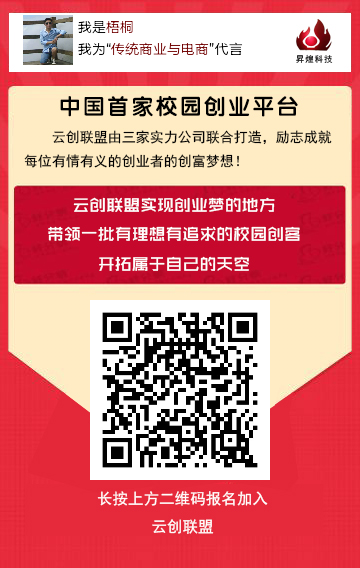 我是梧桐
我为“传统商业与电商”代言
昇煌科技
中国首家校园创业平台
云创联盟由三家实力公司联合打造，励志成就
每位有情有义的创业者的创富梦想！
云创联盟实现创业梦的地方
带领一批有理想有追求的校园创客
开拓属于自己的天空
长按上方二维码报名加入
云创联盟